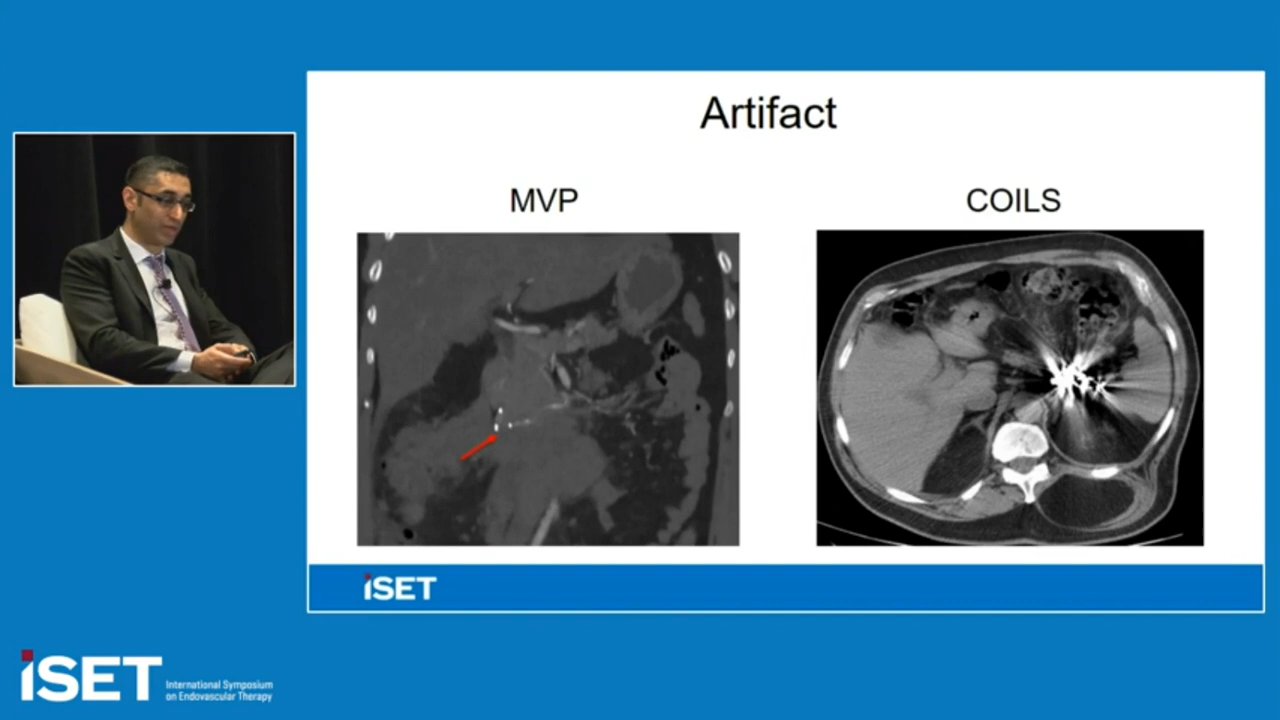 Artifact
MVP
COILS
iSET
iSET
International Symposium
on Endovascular Therapy